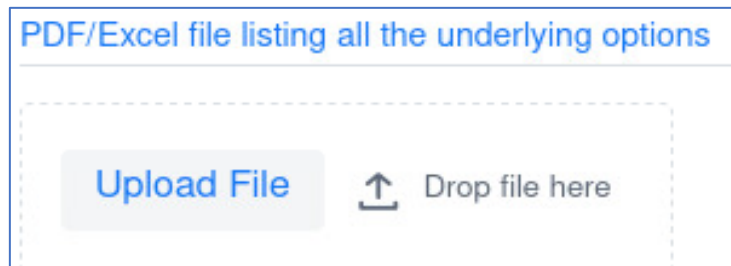 PDF/Excel file listing all the underlying options
Upload File
Drop file here